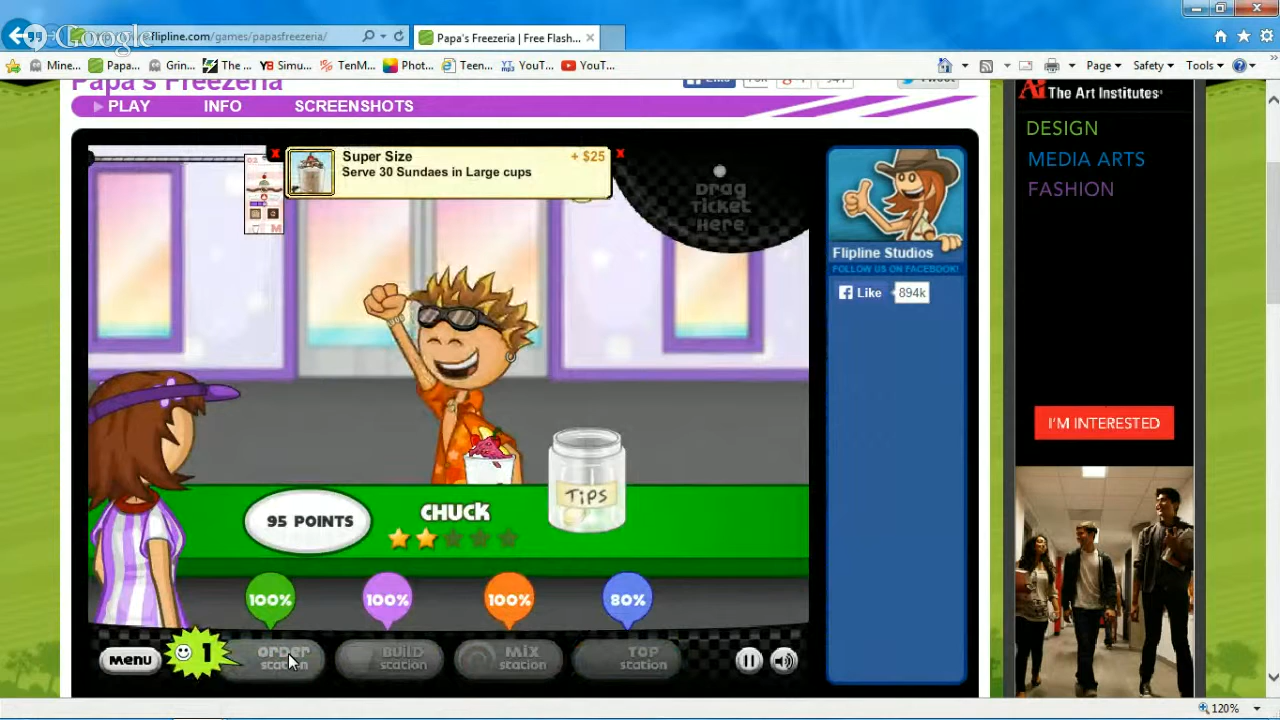 Google
flipline.com/games/papasfreezeria/
Papa's Freezeria | Free Flash...
Mine... Papa... Grin... The ... Simu... TenM... Phot... Teen... YouT... YouT...
Page Safety Tools
Papa's Freezeria
PLAY INFO SCREENSHOTS
Like
Tweet
The Art Institutes
DESIGN
MEDIA ARTS
FASHION
I'M INTERESTED
Super Size + $25
Serve 30 Sundaes in Large cups
DRAG
TICKET
HERE
M
Flipline Studios
FOLLOW US ON FACEBOOK!
Like 894k
TIPS
95 POINTS
CHUCK
100% 100% 100% 80%
Menu
1
ORDER station
BUILD station
MIX station
TOP station
120%